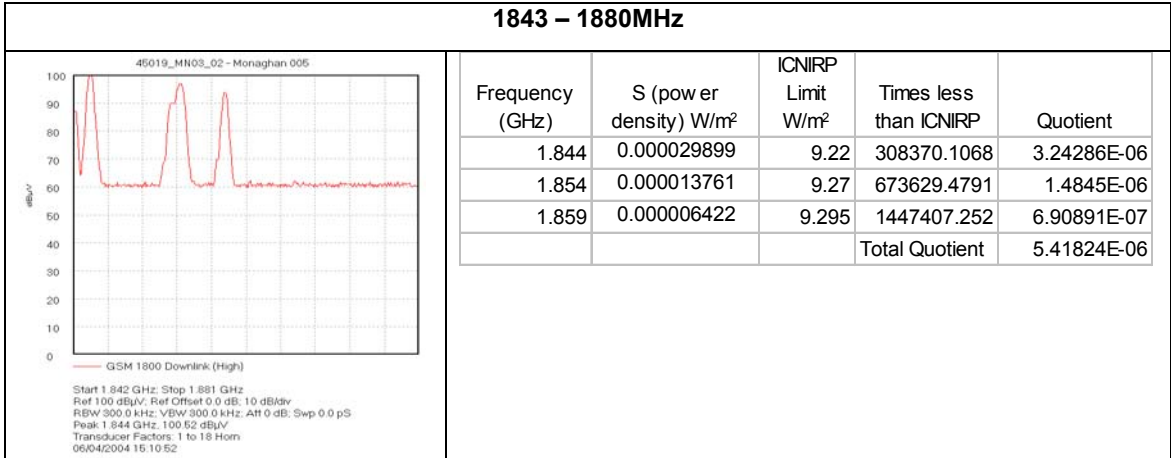 1843 – 1880MHz
45019_MN03_02 - Monaghan 005
100
90
80
70
60
50
40
30
20
10
0
dBµV
GSM 1800 Downlink (High)
Start 1.842 GHz; Stop 1.881 GHz
Ref 100 dBµV; Ref Offset 0.0 dB; 10 dB/div
RBW 300.0 kHz; VBW 300.0 kHz; Att 0 dB; Swp 0.0 pS
Peak 1.844 GHz, 100.52 dBµV
Transducer Factors: 1 to 18 Horn
06/04/2004 15:10:52
Frequency (GHz) S (power density) W/m² ICNIRP Limit W/m² Times less than ICNIRP Quotient
1.844 0.000029899 9.22 308370.1068 3.24286E-06
1.854 0.000013761 9.27 673629.4791 1.4845E-06
1.859 0.000006422 9.295 1447407.252 6.90891E-07
Total Quotient 5.41824E-06